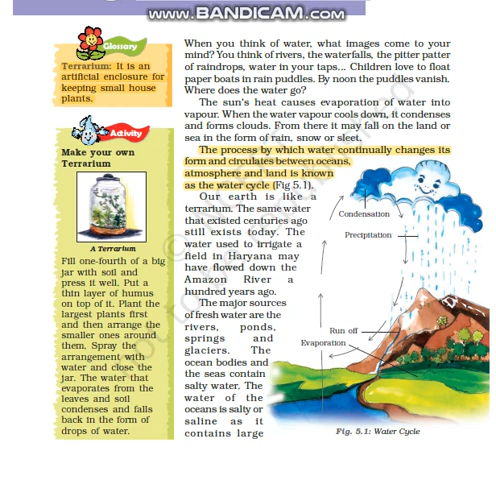 www.BANDICAM.com
Glossary
Terrarium: It is an
artificial enclosure for
keeping small house
plants.
Activity
Make your own
Terrarium
A Terrarium
Fill one-fourth of a big
jar with soil and
press it well. Put a
thin layer of humus
on top of it. Plant the
largest plants first
and then arrange the
smaller ones around
them. Spray the
arrangement with
water and close the
jar. The water that
evaporates from the
leaves and soil
condenses and falls
back in the form of
drops of water.
When you think of water, what images come to your
mind? You think of rivers, the waterfalls, the pitter patter
of raindrops, water in your taps... Children love to float
paper boats in rain puddles. By noon the puddles vanish.
Where does the water go?
The sun's heat causes evaporation of water into
vapour. When the water vapour cools down, it condenses
and forms clouds. From there it may fall on the land or
sea in the form of rain, snow or sleet.
The process by which water continually changes its
form and circulates between oceans,
atmosphere and land is known
as the water cycle (Fig 5.1).
Our earth is like a
terrarium. The same water
that existed centuries ago
still exists today. The
water used to irrigate a
field in Haryana may
have flowed down the
Amazon River a
hundred years ago.
The major sources
of fresh water are the
rivers, ponds,
springs and
glaciers. The
ocean bodies and
the seas contain
salty water. The
water of the
oceans is salty or
saline as it
contains large
Condensation
Precipitation
Run off
Evaporation
Fig. 5.1: Water Cycle